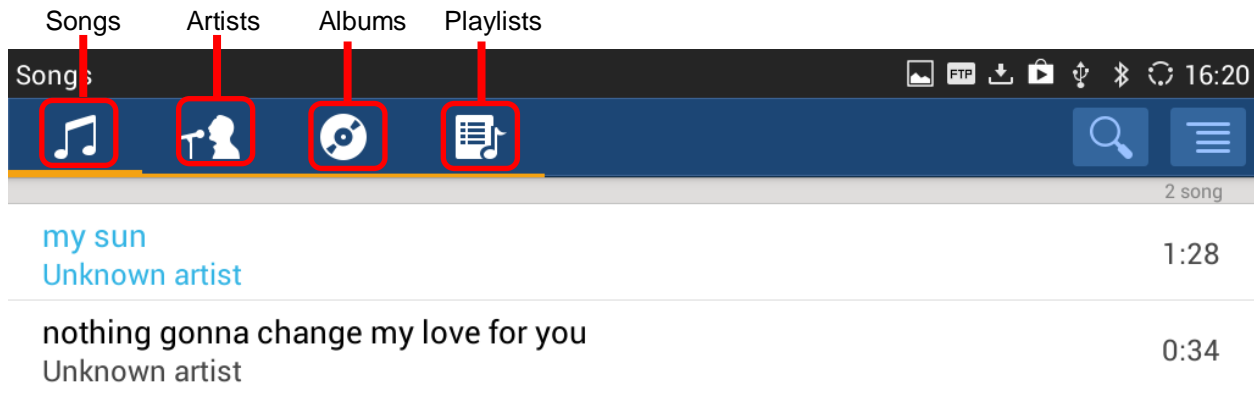 Songs Artists Albums Playlists
Songs FTP 16:20
2 song
my sun
1:28
Unknown artist
nothing gonna change my love for you
0:34
Unknown artist